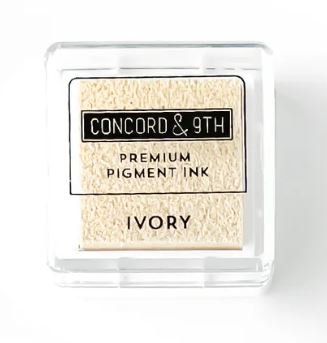 CONCORD & 9TH
PREMIUM
PIGMENT INK
IVORY